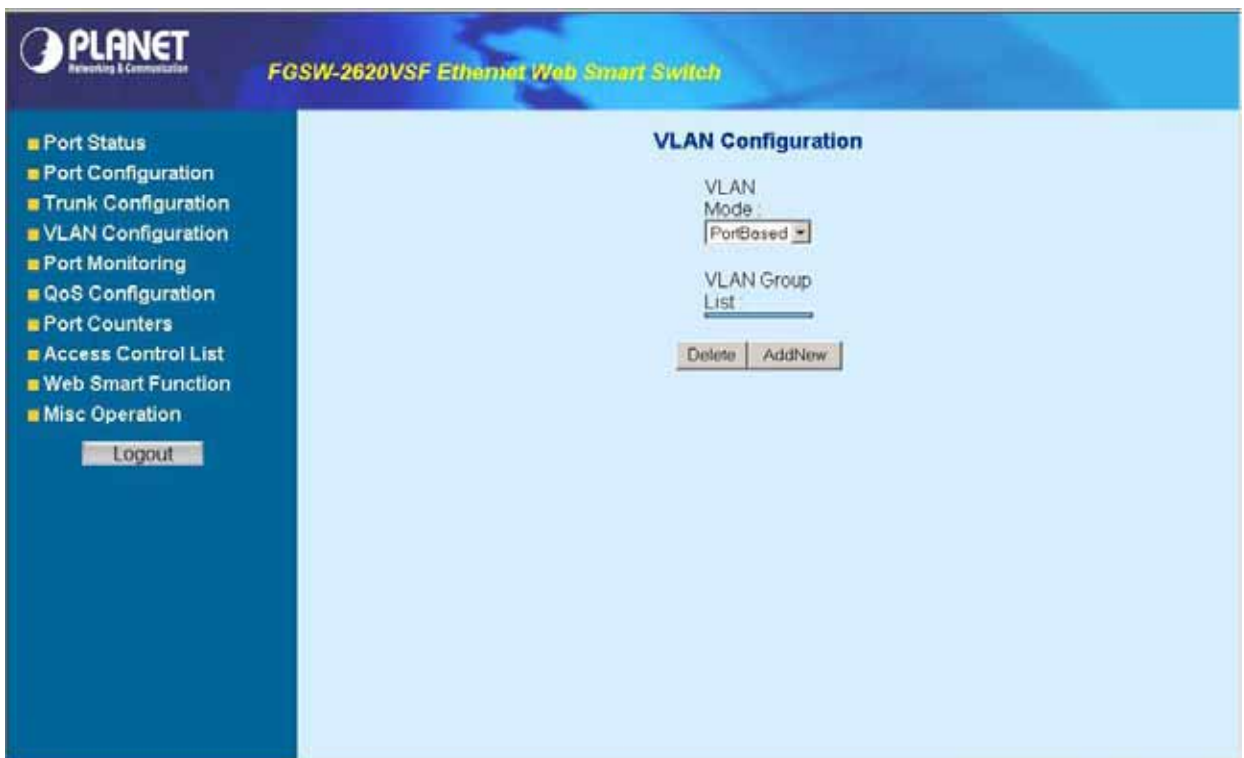 PLANET
Networking & Communication
FGSW-2620VSF Ethernet Web Smart Switch
Port Status
Port Configuration
Trunk Configuration
VLAN Configuration
Port Monitoring
QoS Configuration
Port Counters
Access Control List
Web Smart Function
Misc Operation
Logout
VLAN Configuration
VLAN
Mode :
PortBased
VLAN Group
List :
Delete
AddNew